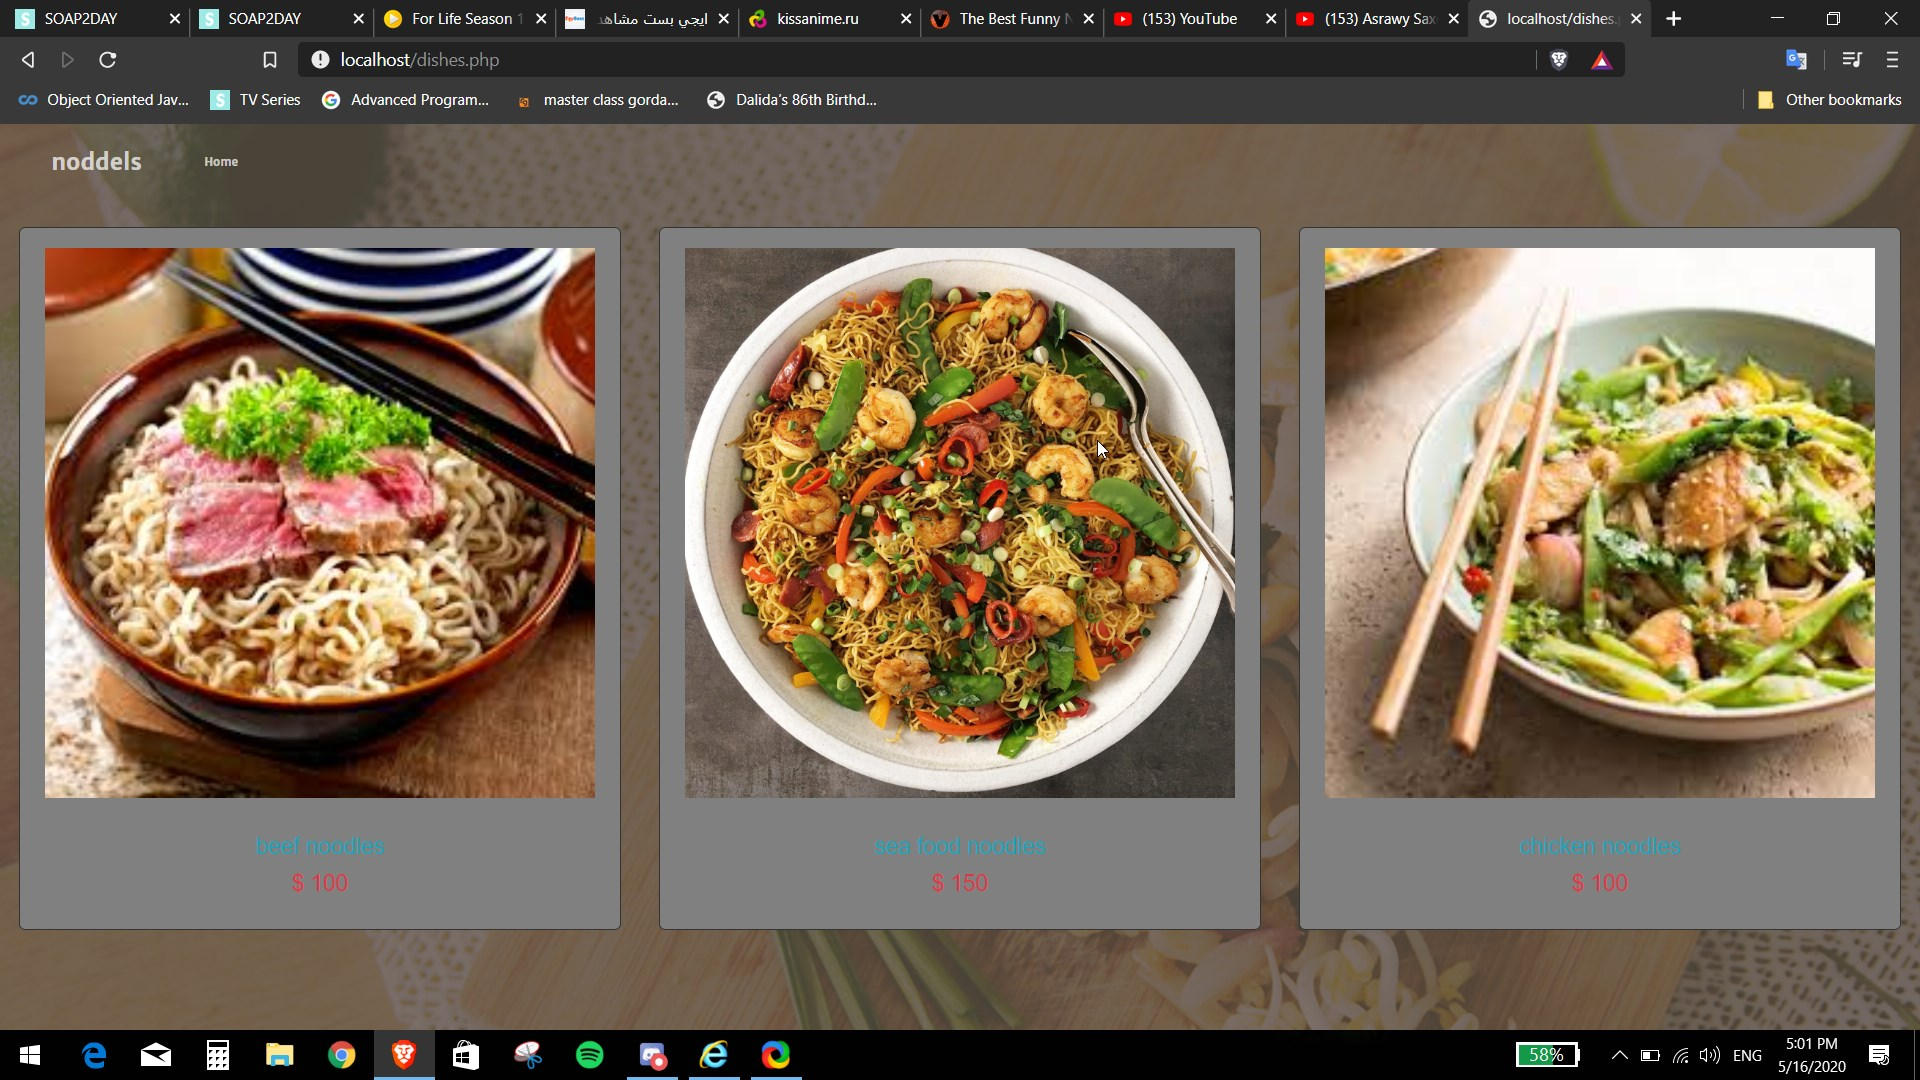 SOAP2DAY
SOAP2DAY
For Life Season 1
ايجي بست مشاهد
kissanime.ru
The Best Funny
(153) YouTube
(153) Asrawy Sax
localhost/dishes.
localhost/dishes.php
Object Oriented Jav...
TV Series
Advanced Program...
master class gorda...
Dalida's 86th Birthd...
Other bookmarks
noddels
Home
beef noodles
$ 100
sea food noodles
$ 150
chicken noodles
$ 100
58%
ENG
5:01 PM
5/16/2020